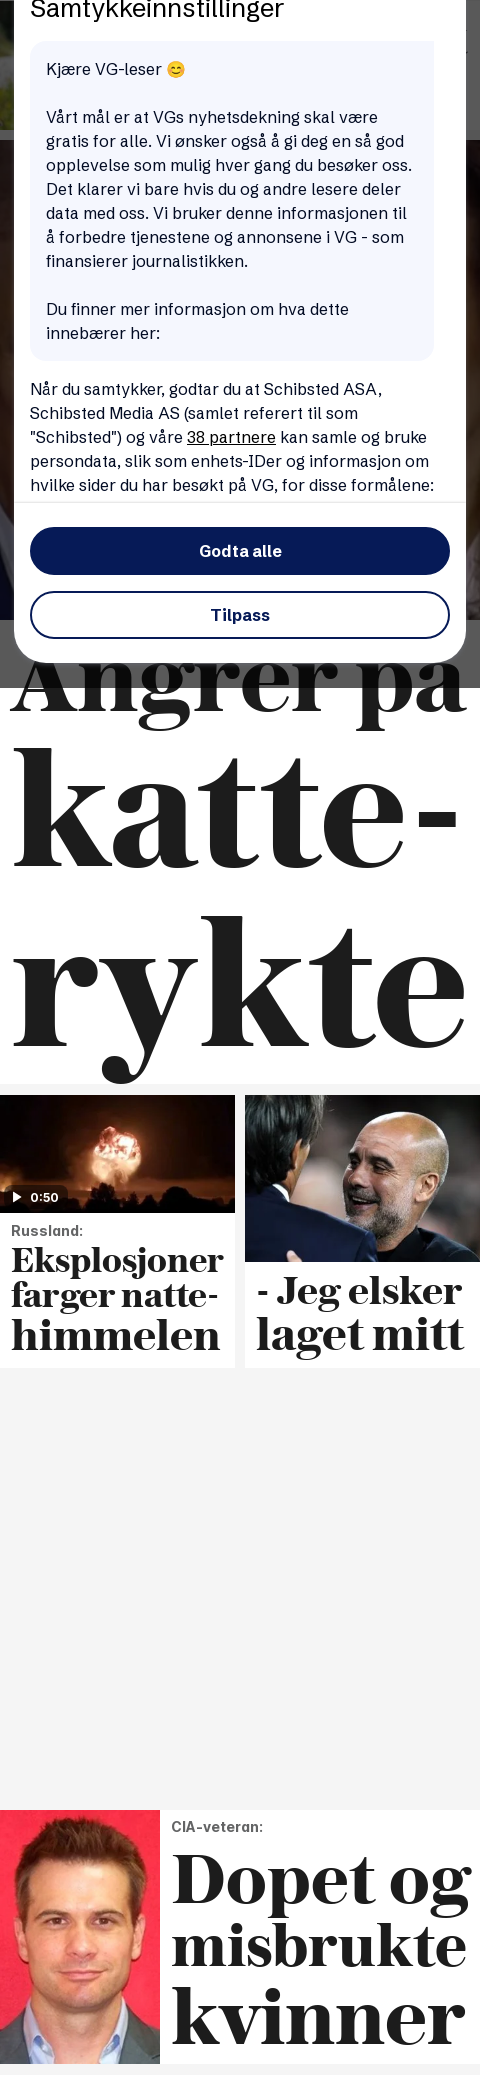 Samtykkeinnstillinger
Kjære VG-leser 😊
Vårt mål er at VGs nyhetsdekning skal være
gratis for alle. Vi ønsker også å gi deg en så god
opplevelse som mulig hver gang du besøker oss.
Det klarer vi bare hvis du og andre lesere deler
data med oss. Vi bruker denne informasjonen til
å forbedre tjenestene og annonsene i VG - som
finansierer journalistikken.
Du finner mer informasjon om hva dette
innebærer her:
Når du samtykker, godtar du at Schibsted ASA,
Schibsted Media AS (samlet referert til som
"Schibsted") og våre 38 partnere kan samle og bruke
persondata, slik som enhets-IDer og informasjon om
hvilke sider du har besøkt på VG, for disse formålene:
Godta alle
Tilpass
Angrer på
katte-
rykte
0:50
Russland:
Eksplosjoner
farger natte-
himmelen
- Jeg elsker
laget mitt
CIA-veteran:
Dopet og
misbrukte
kvinner